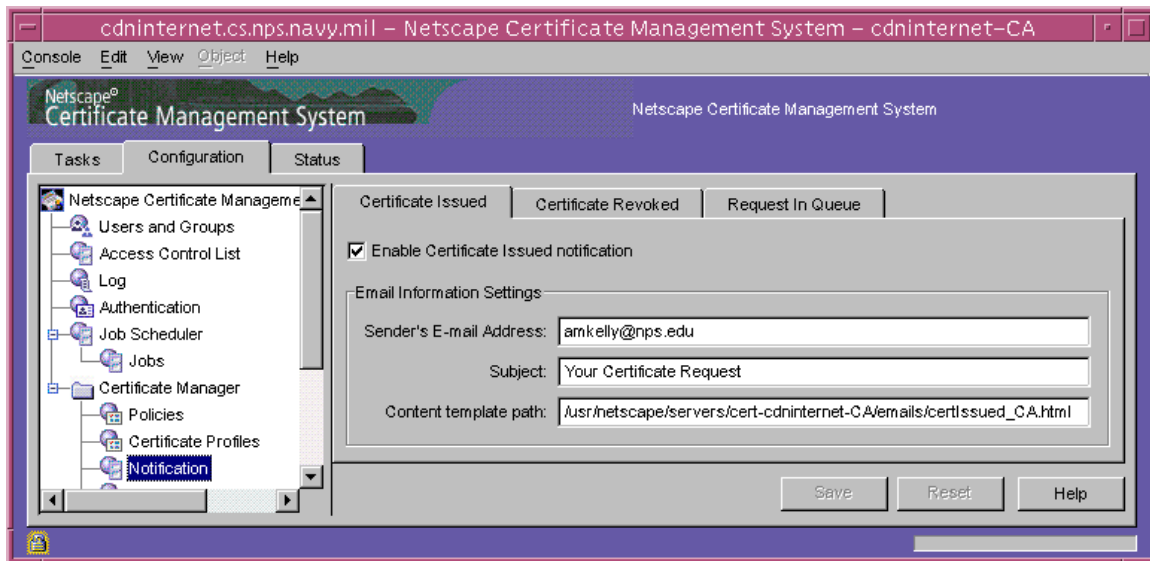 cdninternet.cs.nps.navy.mil – Netscape Certificate Management System – cdninternet–CA
Console Edit View Object Help
Netscape®
Certificate Management System
Netscape Certificate Management System
Tasks Configuration Status
Netscape Certificate Manageme
Users and Groups
Access Control List
Log
Authentication
Job Scheduler
Jobs
Certificate Manager
Policies
Certificate Profiles
Notification
Certificate Issued Certificate Revoked Request In Queue
Enable Certificate Issued notification
Email Information Settings
Sender's E-mail Address: amkelly@nps.edu
Subject: Your Certificate Request
Content template path: /usr/netscape/servers/cert-cdninternet-CA/emails/certIssued_CA.html
Save Reset Help